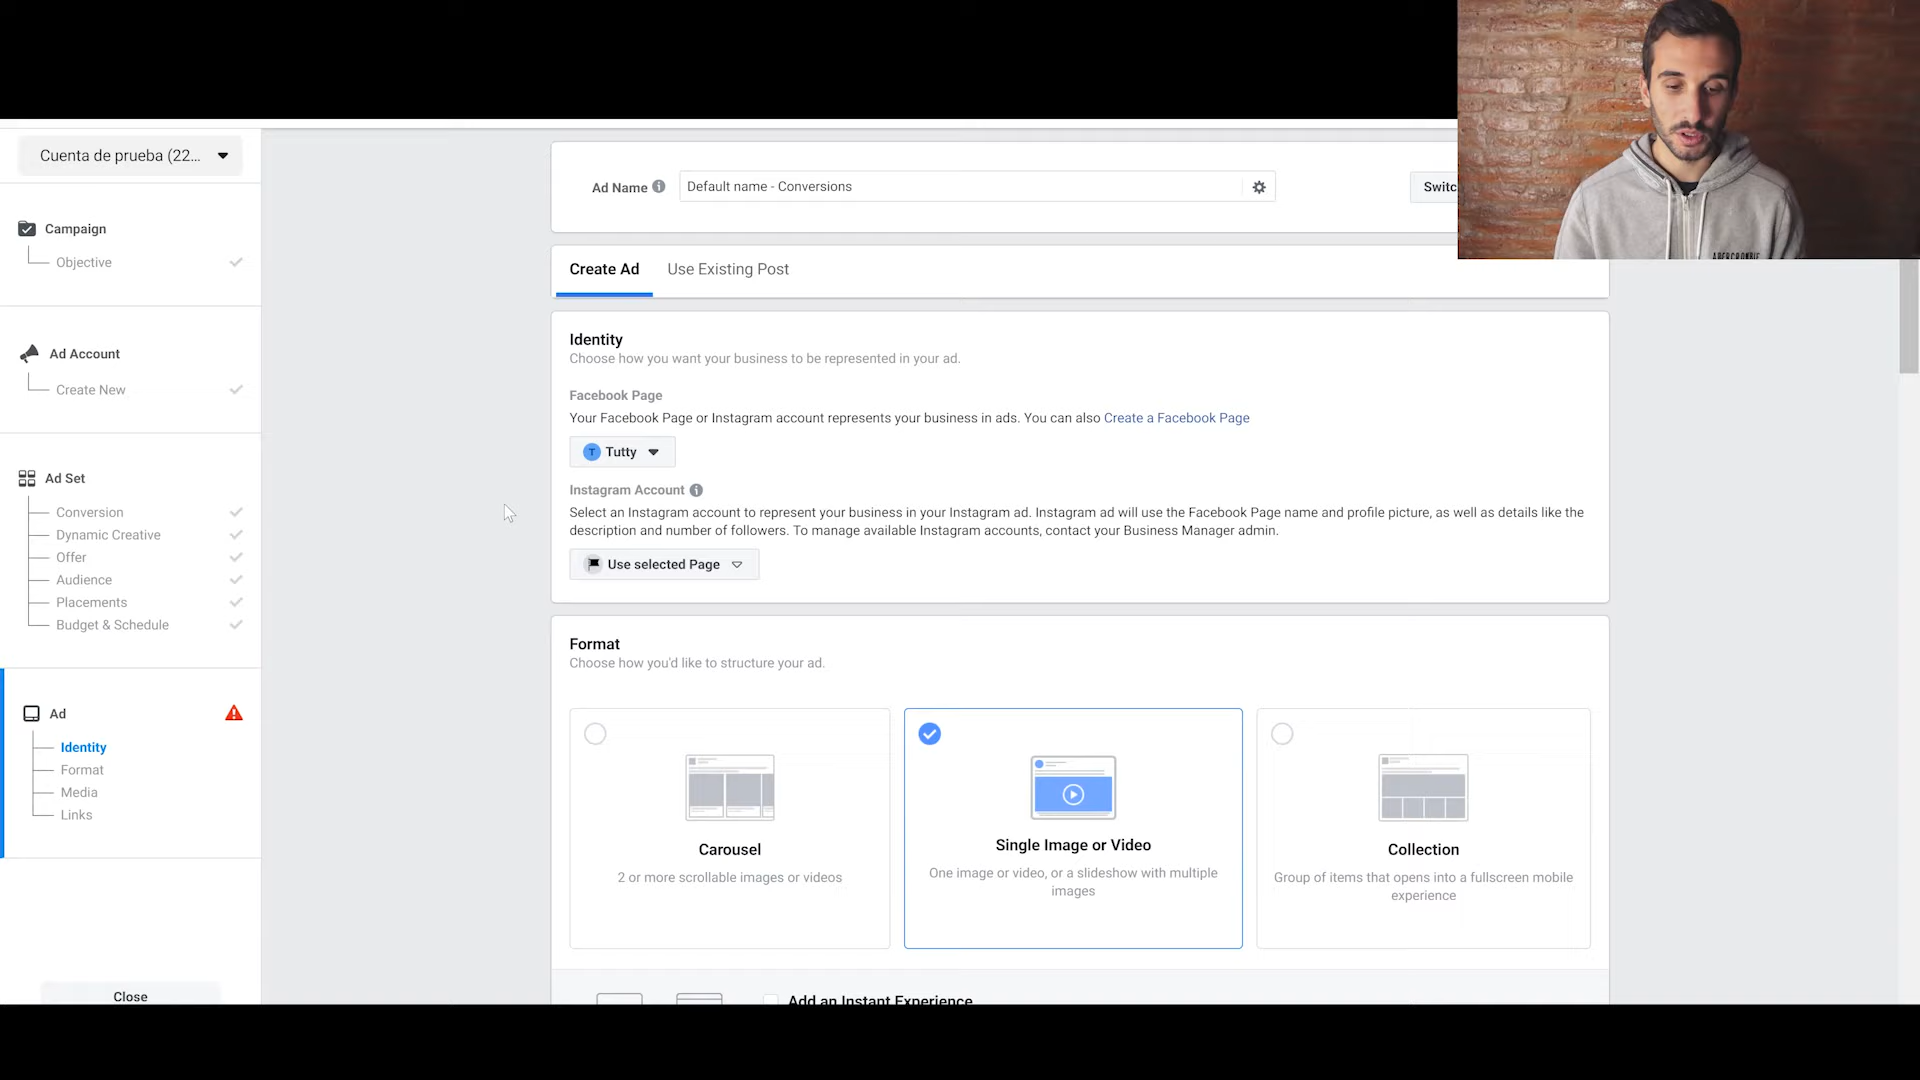 Cuenta de prueba (22...
Campaign
Objective
Ad Account
Create New
Ad Set
Conversion
Dynamic Creative
Offer
Audience
Placements
Budget & Schedule
Ad
Identity
Format
Media
Links
Close
Ad Name
Default name - Conversions
Switc
Create Ad
Use Existing Post
Identity
Choose how you want your business to be represented in your ad.
Facebook Page
Your Facebook Page or Instagram account represents your business in ads. You can also Create a Facebook Page
T Tutty
Instagram Account
Select an Instagram account to represent your business in your Instagram ad. Instagram ad will use the Facebook Page name and profile picture, as well as details like the
description and number of followers. To manage available Instagram accounts, contact your Business Manager admin.
Use selected Page
Format
Choose how you'd like to structure your ad.
Carousel
2 or more scrollable images or videos
Single Image or Video
One image or video, or a slideshow with multiple
images
Collection
Group of items that opens into a fullscreen mobile
experience
Add an Instant Experience
ABERCROMBIE